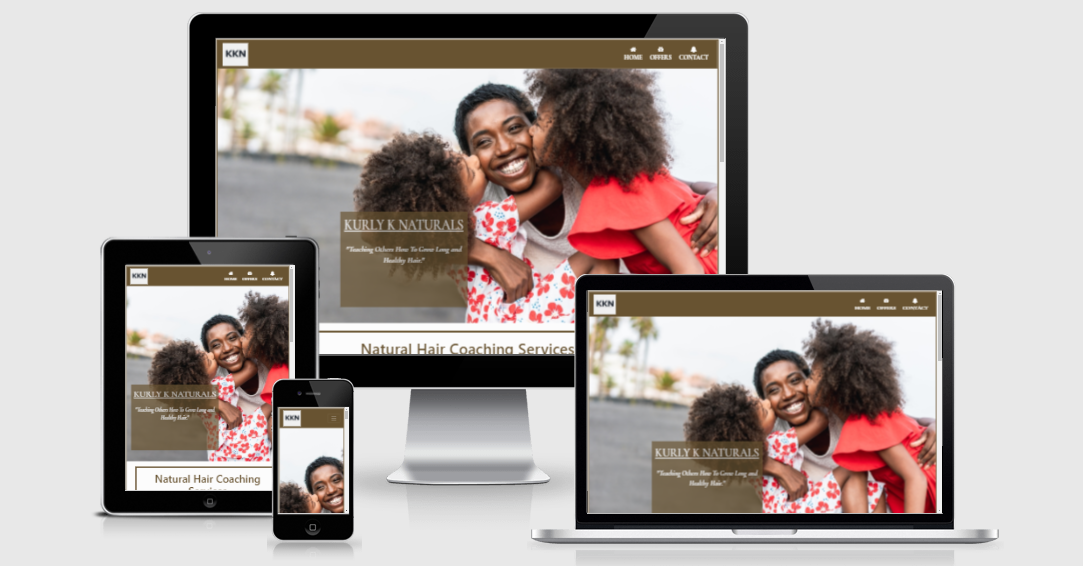 KKN
HOME OFFERS CONTACT
KURLY K NATURALS
"Teaching Others How To Grow Long and
Healthy Hair."
Natural Hair Coaching Services
KKN
HOME OFFERS CONTACT
KURLY K NATURALS
"Teaching Others How To Grow Long and
Healthy Hair."
Natural Hair Coaching
Services
KKN
KKN
HOME OFFERS CONTACT
KURLY K NATURALS
"Teaching Others How To Grow Long and
Healthy Hair."